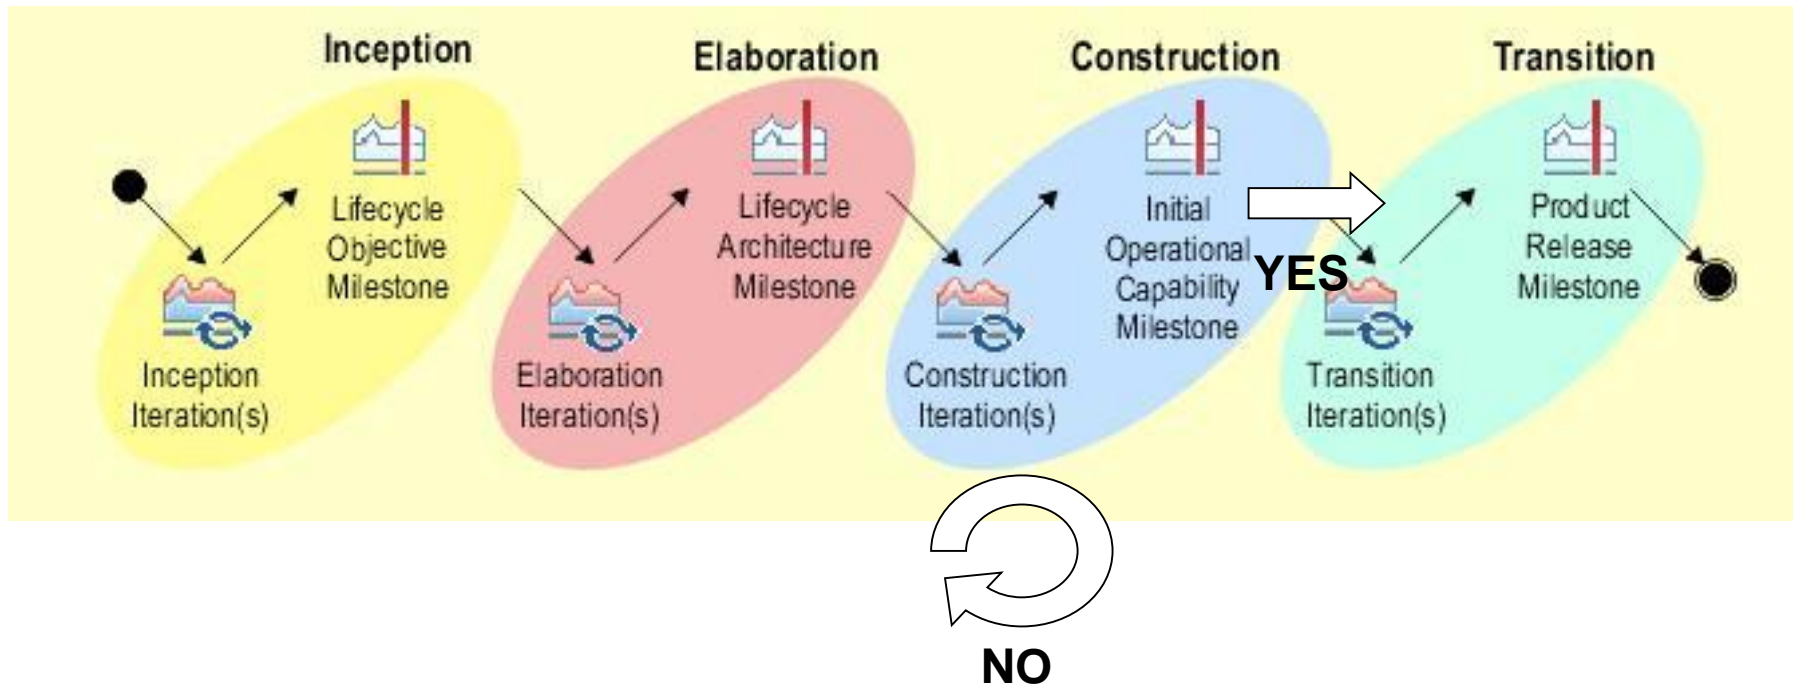 Inception
Elaboration
Construction
Transition
Lifecycle
Objective
Milestone
Lifecycle
Architecture
Milestone
Initial
Operational
Capability
Milestone
YES
Product
Release
Milestone
Inception
Iteration(s)
Elaboration
Iteration(s)
Construction
Iteration(s)
Transition
Iteration(s)
NO